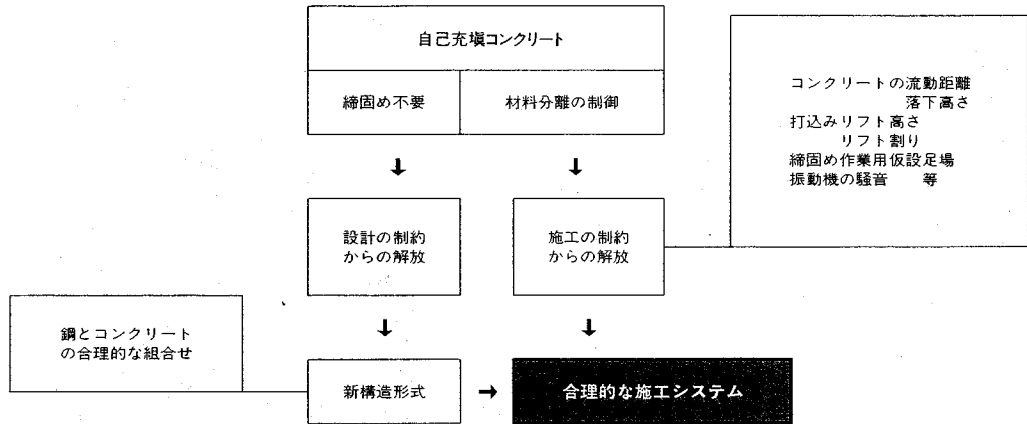 自己充塡コンクリート
締固め不要
材料分離の制御
コンクリートの流動距離
落下高さ
打込みリフト高さ
リフト割り
締固め作業用仮設足場
振動機の騒音　等
設計の制約
からの解放
施工の制約
からの解放
鋼とコンクリート
の合理的な組合せ
新構造形式
合理的な施工システム